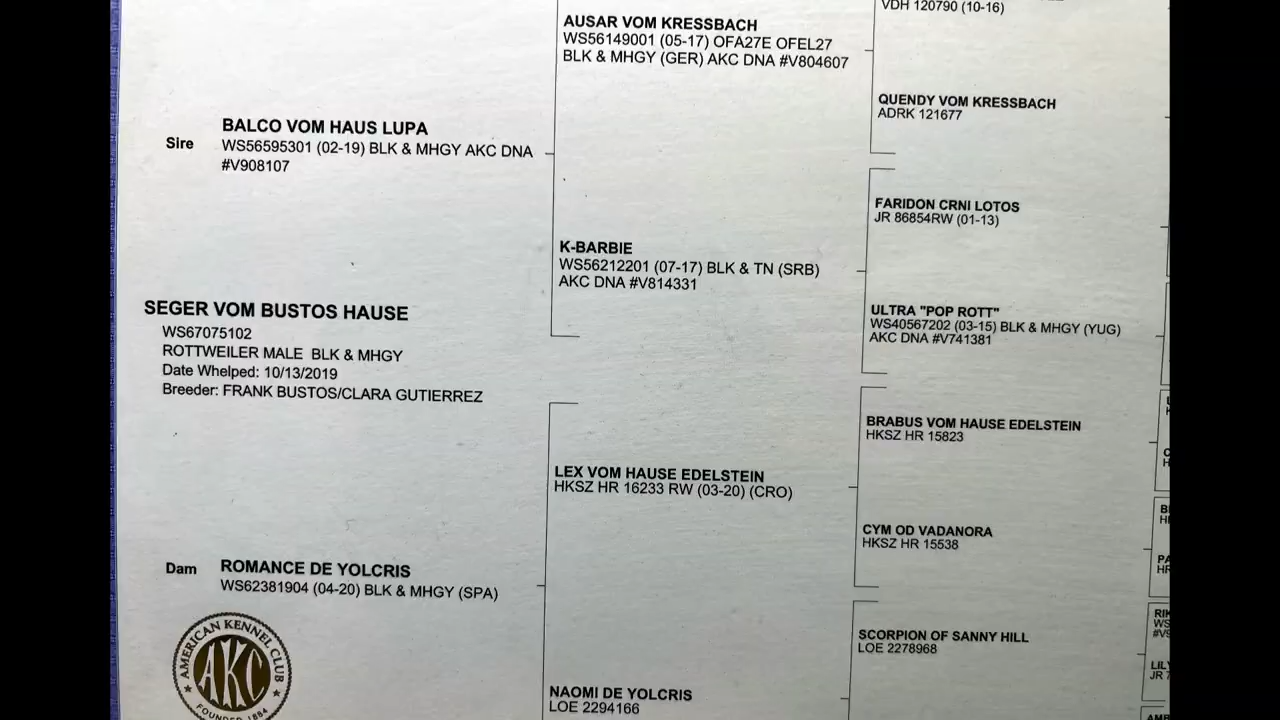 VDH 120790 (10-16)
AUSAR VOM KRESSBACH
WS56149001 (05-17) OFA27E OFEL27
BLK & MHGY (GER) AKC DNA #V804607
QUENDY VOM KRESSBACH
ADRK 121677
Sire
BALCO VOM HAUS LUPA
WS56595301 (02-19) BLK & MHGY AKC DNA
#V908107
FARIDON CRNI LOTOS
JR 86854RW (01-13)
K-BARBIE
WS56212201 (07-17) BLK & TN (SRB)
AKC DNA #V814331
ULTRA "POP ROTT"
WS40567202 (03-15) BLK & MHGY (YUG)
AKC DNA #V741381
SEGER VOM BUSTOS HAUSE
WS67075102
ROTTWEILER MALE BLK & MHGY
Date Whelped: 10/13/2019
Breeder: FRANK BUSTOS/CLARA GUTIERREZ
BRABUS VOM HAUSE EDELSTEIN
HKSZ HR 15823
LEX VOM HAUSE EDELSTEIN
HKSZ HR 16233 RW (03-20) (CRO)
CYM OD VADANORA
HKSZ HR 15538
Dam
ROMANCE DE YOLCRIS
WS62381904 (04-20) BLK & MHGY (SPA)
SCORPION OF SANNY HILL
LOE 2278968
NAOMI DE YOLCRIS
LOE 2294166
AMERICAN KENNEL CLUB
AKC
FOUNDED 1884